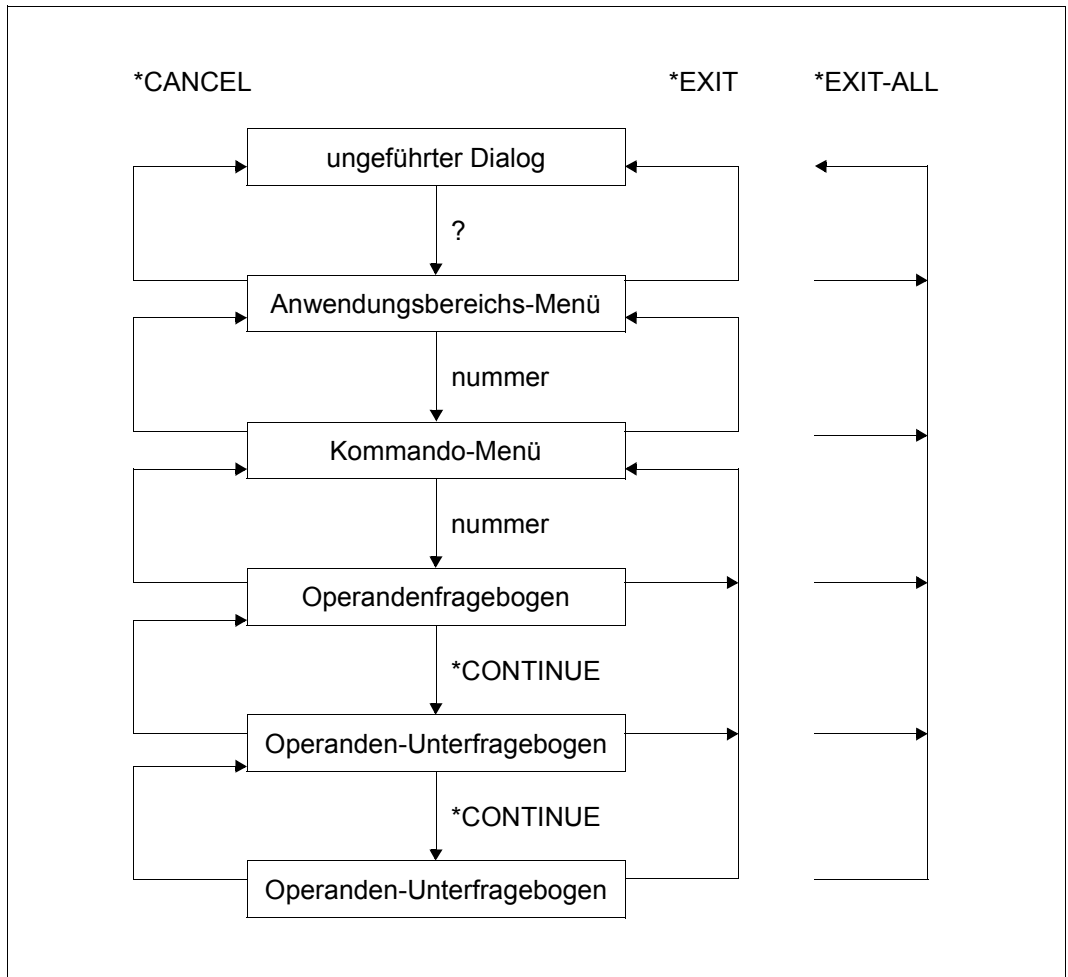 *CANCEL *EXIT *EXIT-ALL
ungeführter Dialog
?
Anwendungsbereichs-Menü
nummer
Kommando-Menü
nummer
Operandenfragebogen
*CONTINUE
Operanden-Unterfragebogen
*CONTINUE
Operanden-Unterfragebogen